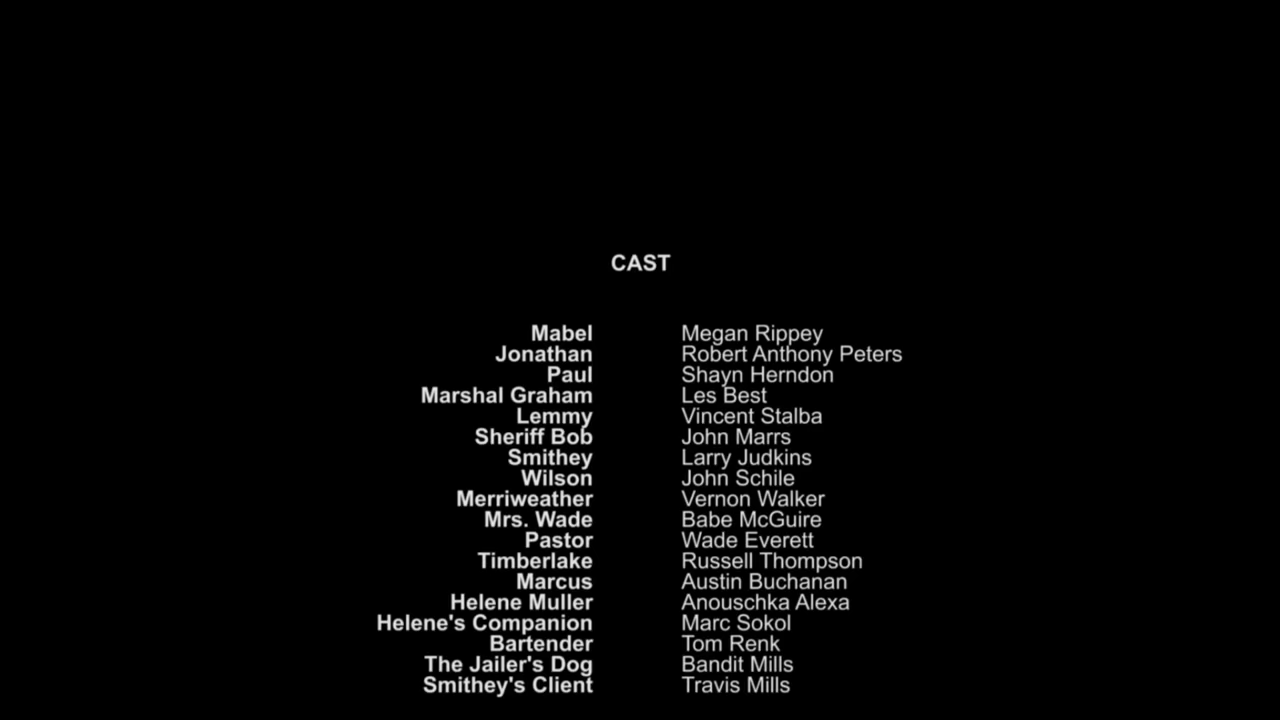 CAST
Mabel Megan Rippey
Jonathan Robert Anthony Peters
Paul Shayn Herndon
Marshal Graham Les Best
Lemmy Vincent Stalba
Sheriff Bob John Marrs
Smithey Larry Judkins
Wilson John Schile
Merriweather Vernon Walker
Mrs. Wade Babe McGuire
Pastor Wade Everett
Timberlake Russell Thompson
Marcus Austin Buchanan
Helene Muller Anouschka Alexa
Helene's Companion Marc Sokol
Bartender Tom Renk
The Jailer's Dog Bandit Mills
Smithey's Client Travis Mills